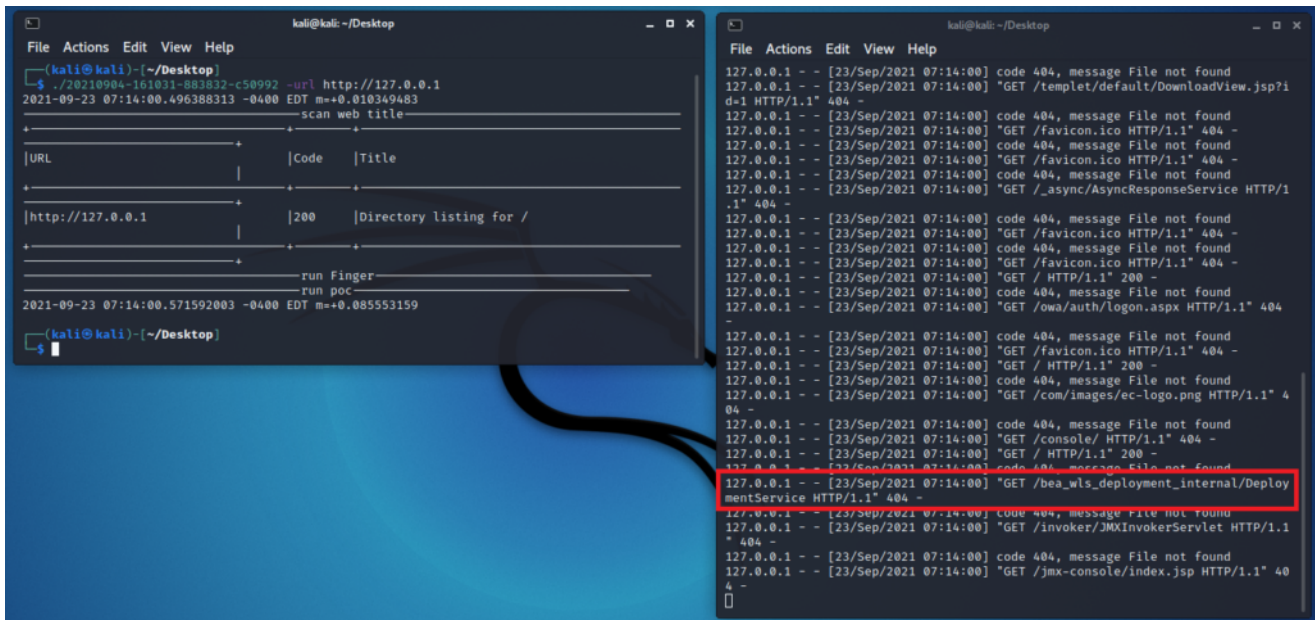 kali@kali: ~/Desktop
File Actions Edit View Help
(kali㉿kali)-[~/Desktop]
$ ./20210904-161031-883832-c50992 -url http://127.0.0.1
2021-09-23 07:14:00.496388313 -0400 EDT m=+0.010349483
scan web title
|URL |Code |Title
|
|http://127.0.0.1 |200 |Directory listing for /
|
run Finger
run poc
2021-09-23 07:14:00.571592003 -0400 EDT m=+0.085553159
(kali㉿kali)-[~/Desktop]
$
kali@kali: ~/Desktop
File Actions Edit View Help
127.0.0.1 - - [23/Sep/2021 07:14:00] code 404, message File not found
127.0.0.1 - - [23/Sep/2021 07:14:00] "GET /templet/default/DownloadView.jsp?i
d=1 HTTP/1.1" 404 -
127.0.0.1 - - [23/Sep/2021 07:14:00] code 404, message File not found
127.0.0.1 - - [23/Sep/2021 07:14:00] "GET /favicon.ico HTTP/1.1" 404 -
127.0.0.1 - - [23/Sep/2021 07:14:00] code 404, message File not found
127.0.0.1 - - [23/Sep/2021 07:14:00] "GET /favicon.ico HTTP/1.1" 404 -
127.0.0.1 - - [23/Sep/2021 07:14:00] code 404, message File not found
127.0.0.1 - - [23/Sep/2021 07:14:00] "GET /_async/AsyncResponseService HTTP/1
.1" 404 -
127.0.0.1 - - [23/Sep/2021 07:14:00] code 404, message File not found
127.0.0.1 - - [23/Sep/2021 07:14:00] "GET /favicon.ico HTTP/1.1" 404 -
127.0.0.1 - - [23/Sep/2021 07:14:00] code 404, message File not found
127.0.0.1 - - [23/Sep/2021 07:14:00] "GET /favicon.ico HTTP/1.1" 404 -
127.0.0.1 - - [23/Sep/2021 07:14:00] "GET / HTTP/1.1" 200 -
127.0.0.1 - - [23/Sep/2021 07:14:00] code 404, message File not found
127.0.0.1 - - [23/Sep/2021 07:14:00] "GET /owa/auth/logon.aspx HTTP/1.1" 404
-
127.0.0.1 - - [23/Sep/2021 07:14:00] code 404, message File not found
127.0.0.1 - - [23/Sep/2021 07:14:00] "GET /favicon.ico HTTP/1.1" 404 -
127.0.0.1 - - [23/Sep/2021 07:14:00] "GET / HTTP/1.1" 200 -
127.0.0.1 - - [23/Sep/2021 07:14:00] code 404, message File not found
127.0.0.1 - - [23/Sep/2021 07:14:00] "GET /com/images/ec-logo.png HTTP/1.1" 4
04 -
127.0.0.1 - - [23/Sep/2021 07:14:00] code 404, message File not found
127.0.0.1 - - [23/Sep/2021 07:14:00] "GET /console/ HTTP/1.1" 404 -
127.0.0.1 - - [23/Sep/2021 07:14:00] "GET / HTTP/1.1" 200 -
127.0.0.1 - - [23/Sep/2021 07:14:00] code 404, message File not found
127.0.0.1 - - [23/Sep/2021 07:14:00] "GET /bea_wls_deployment_internal/Deploy
mentService HTTP/1.1" 404 -
127.0.0.1 - - [23/Sep/2021 07:14:00] code 404, message File not found
127.0.0.1 - - [23/Sep/2021 07:14:00] "GET /invoker/JMXInvokerServlet HTTP/1.1
" 404 -
127.0.0.1 - - [23/Sep/2021 07:14:00] code 404, message File not found
127.0.0.1 - - [23/Sep/2021 07:14:00] "GET /jmx-console/index.jsp HTTP/1.1" 40
4 -